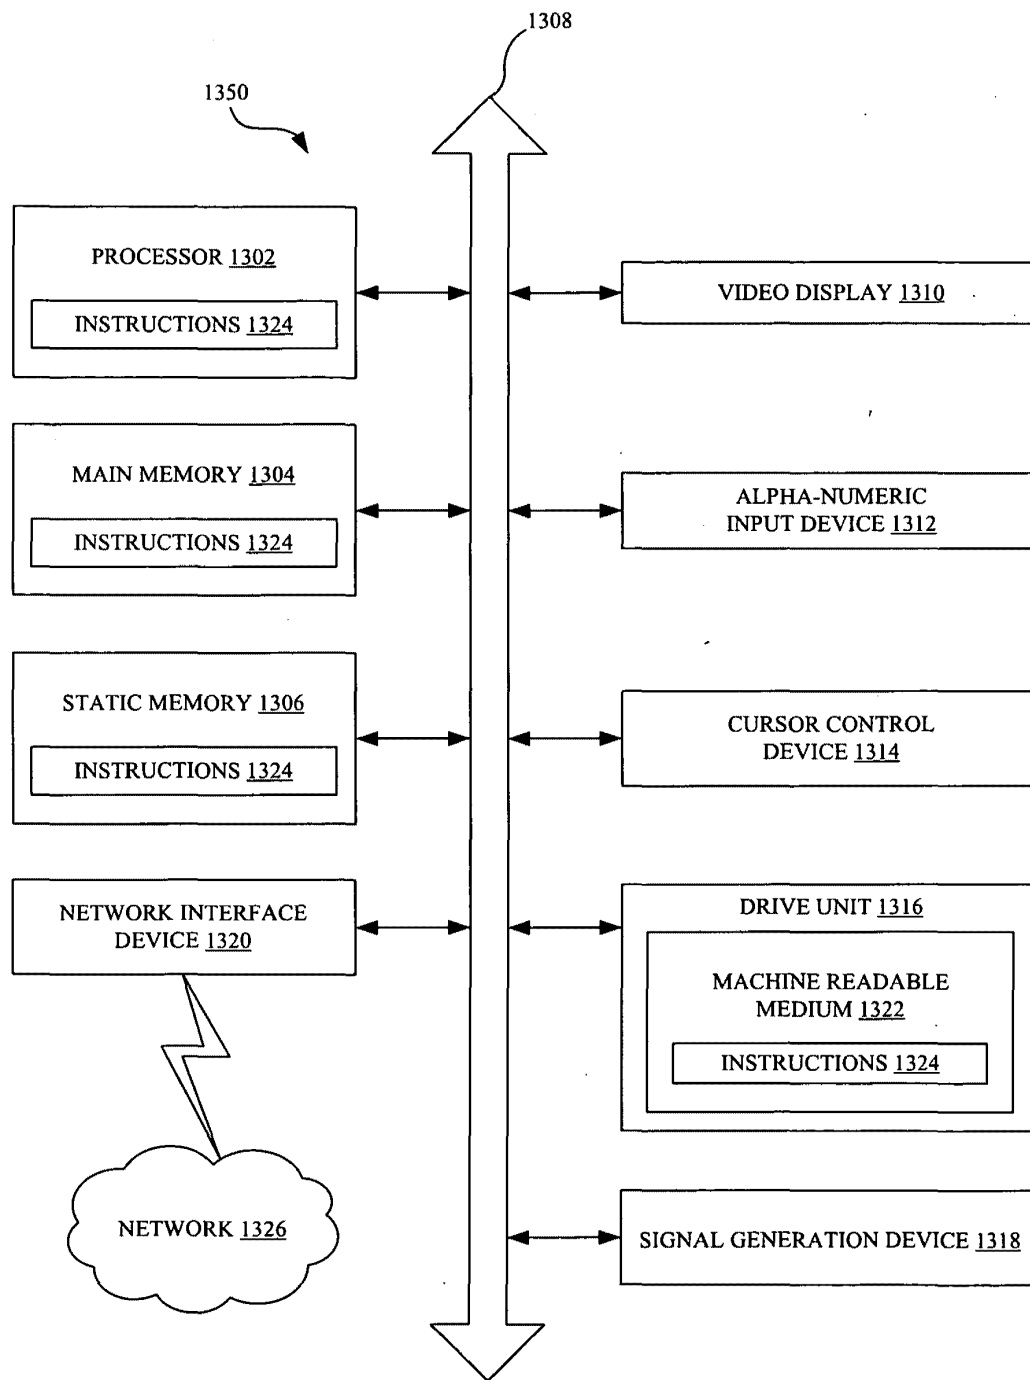 1308
1350
PROCESSOR 1302
INSTRUCTIONS 1324
MAIN MEMORY 1304
INSTRUCTIONS 1324
STATIC MEMORY 1306
INSTRUCTIONS 1324
NETWORK INTERFACE
DEVICE 1320
NETWORK 1326
VIDEO DISPLAY 1310
ALPHA-NUMERIC
INPUT DEVICE 1312
CURSOR CONTROL
DEVICE 1314
DRIVE UNIT 1316
MACHINE READABLE
MEDIUM 1322
INSTRUCTIONS 1324
SIGNAL GENERATION DEVICE 1318